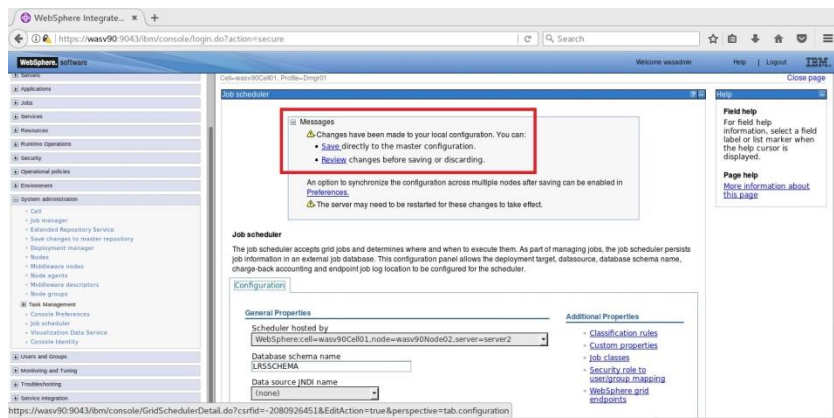 WebSphere Integrate...
https://wasv90:9043/ibm/console/login.do?action=secure
Search
WebSphere. software
Welcome wasadmin
Help | Logout
IBM.
Servers
Applications
Jobs
Services
Resources
Runtime Operations
Security
Operational policies
Environment
System administration
Cell
Job manager
Extended Repository Service
Save changes to master repository
Deployment manager
Nodes
Middleware nodes
Node agents
Middleware descriptors
Node groups
Task Management
Console Preferences
Job scheduler
Visualization Data Service
Console Identity
Users and Groups
Monitoring and Tuning
Troubleshooting
Service integration
Cell=wasv90Cell01, Profile=Dmgr01
Close page
Job scheduler
Messages
Changes have been made to your local configuration. You can:
Save directly to the master configuration.
Review changes before saving or discarding.
An option to synchronize the configuration across multiple nodes after saving can be enabled in
Preferences.
The server may need to be restarted for these changes to take effect.
Job scheduler
The job scheduler accepts grid jobs and determines where and when to execute them. As part of managing jobs, the job scheduler persists
job information in an external job database. This configuration panel allows the deployment target, datasource, database schema name,
charge-back accounting and endpoint job log location to be configured for the scheduler.
Configuration
General Properties
Scheduler hosted by
WebSphere:cell=wasv90Cell01,node=wasv90Node02,server=server2
Database schema name
LRSSCHEMA
Data source JNDI name
(none)
Additional Properties
Classification rules
Custom properties
Job classes
Security role to
user/group mapping
WebSphere grid
endpoints
Help
Field help
For field help
information, select a field
label or list marker when
the help cursor is
displayed.
Page help
More information about
this page
https://wasv90:9043/ibm/console/GridSchedulerDetail.do?csrfid=-2080926451&EditAction=true&perspective=tab.configuration